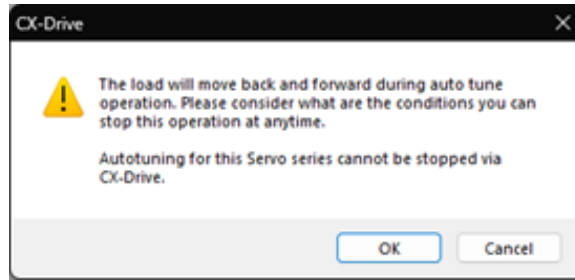 CX-Drive
The load will move back and forward during auto tune
operation. Please consider what are the conditions you can
stop this operation at anytime.
Autotuning for this Servo series cannot be stopped via
CX-Drive.
OK
Cancel